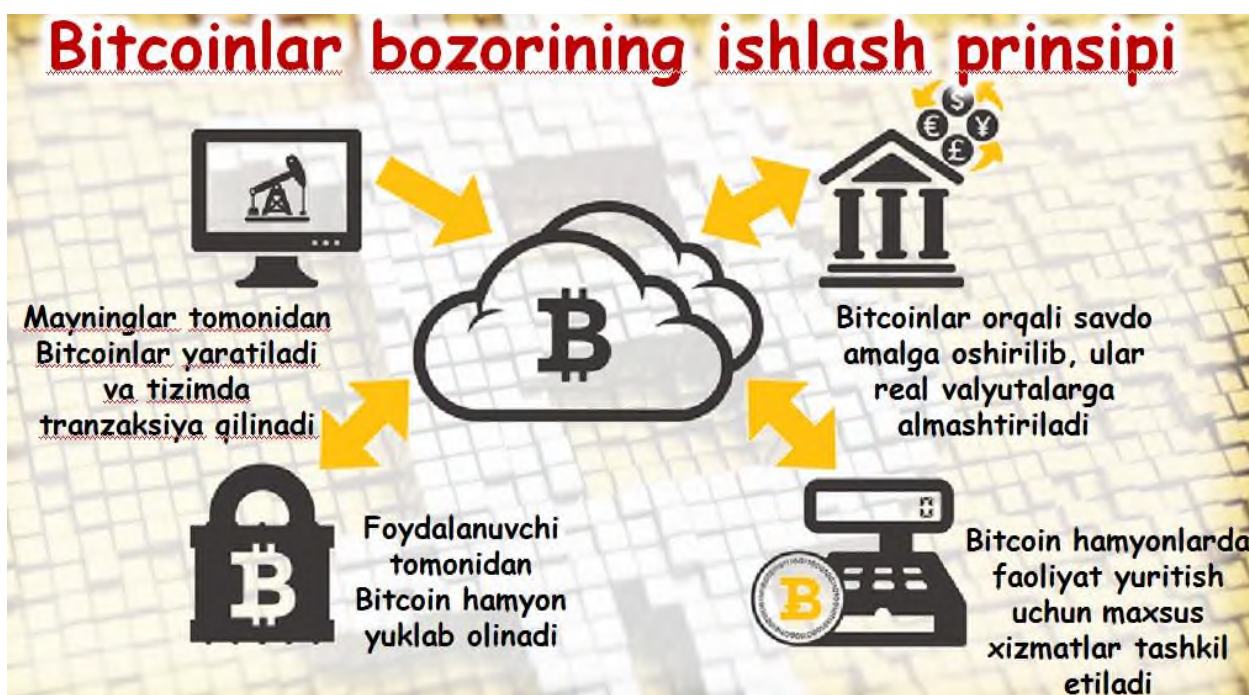 Bitcoinlar bozorining ishlash prinsipi
$
€ ¥
£
Mayninglar tomonidan
Bitcoinlar yaratiladi
va tizimda
tranzaksiya qilinadi
Bitcoinlar orqali savdo
amalga oshirilib, ular
real valyutalarga
almashtiriladi
Foydalanuvchi
tomonidan
Bitcoin hamyon
yuklab olinadi
0
Bitcoin hamyonlarda
faoliyat yuritish
uchun maxsus
xizmatlar tashkil
etiladi